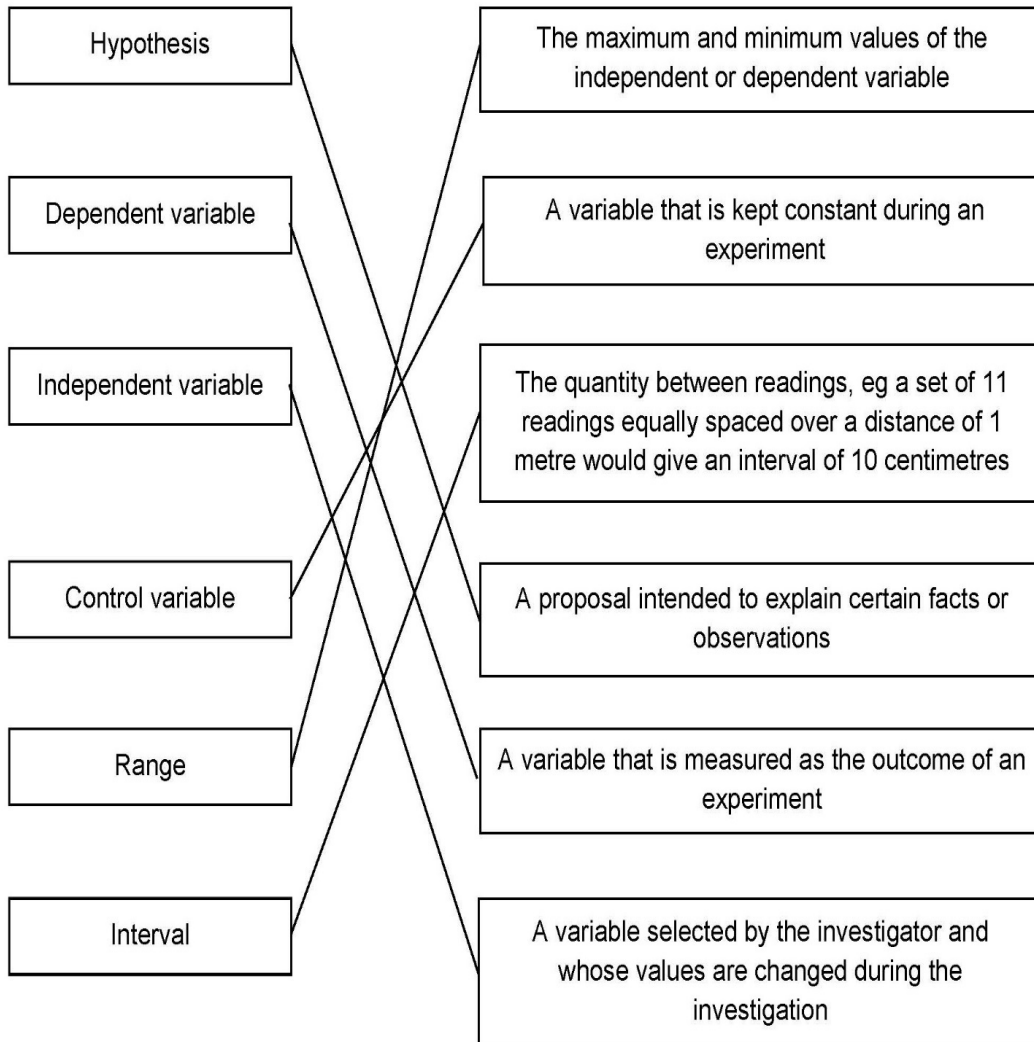 Hypothesis
The maximum and minimum values of the
independent or dependent variable
Dependent variable
A variable that is kept constant during an
experiment
Independent variable
The quantity between readings, eg a set of 11
readings equally spaced over a distance of 1
metre would give an interval of 10 centimetres
Control variable
A proposal intended to explain certain facts or
observations
Range
A variable that is measured as the outcome of an
experiment
Interval
A variable selected by the investigator and
whose values are changed during the
investigation